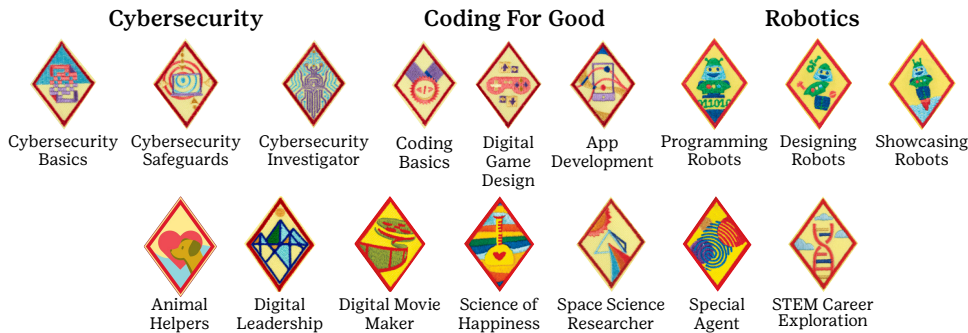 Cybersecurity
Coding For Good
Robotics
</>
011010
Cybersecurity
Basics
Cybersecurity
Safeguards
Cybersecurity
Investigator
Coding
Basics
Digital
Game
Design
App
Development
Programming
Robots
Designing
Robots
Showcasing
Robots
Animal
Helpers
Digital
Leadership
Digital Movie
Maker
Science of
Happiness
Space Science
Researcher
Special
Agent
STEM Career
Exploration